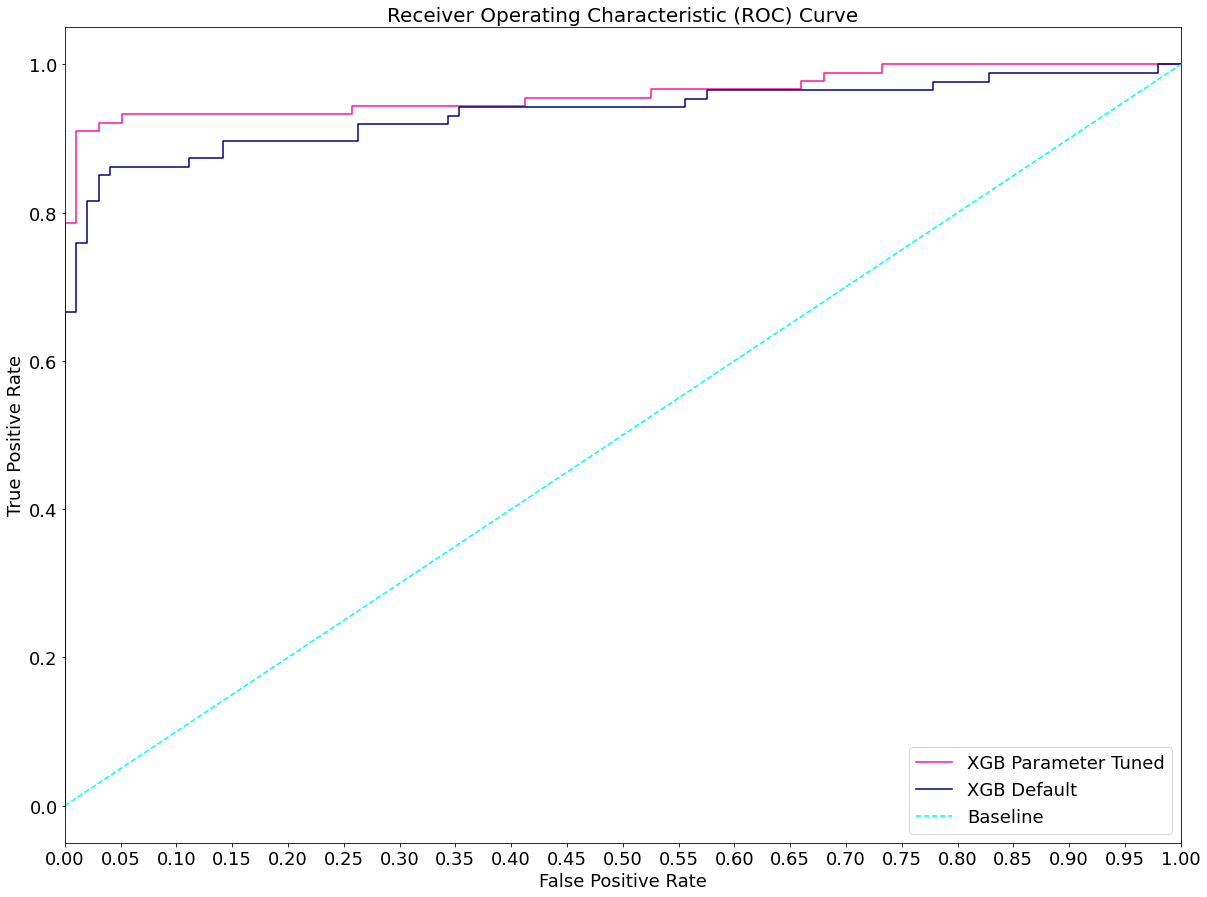 Receiver Operating Characteristic (ROC) Curve
1.0
0.8
0.6
0.4
0.2
0.0
True Positive Rate
XGB Parameter Tuned
XGB Default
Baseline
0.00 0.05 0.10 0.15 0.20 0.25 0.30 0.35 0.40 0.45 0.50 0.55 0.60 0.65 0.70 0.75 0.80 0.85 0.90 0.95 1.00
False Positive Rate